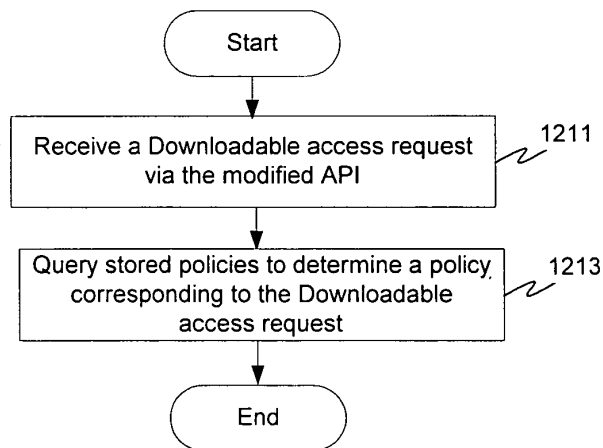 Start
Receive a Downloadable access request
via the modified API
1211
Query stored policies to determine a policy
corresponding to the Downloadable
access request
1213
End